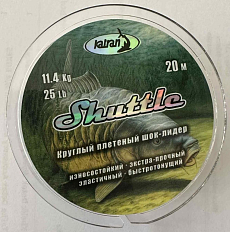 katran
20 м
11.4 Kg
25 Lb
Shuttle
Круглый плетеный шок-лидер
износостойкий - экстра-прочный
эластичный - быстротонущий